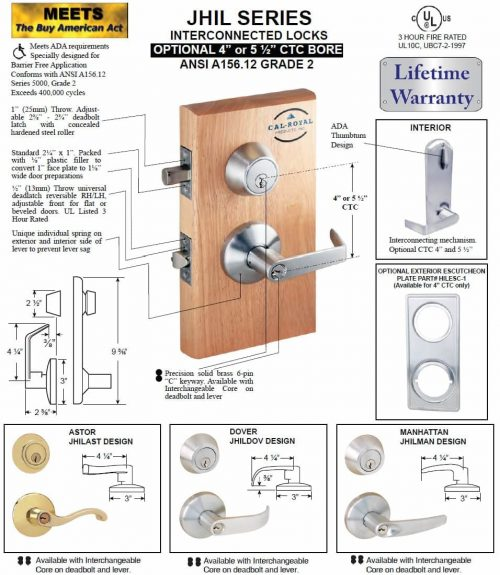 MEETS
The Buy American Act
JHIL SERIES
INTERCONNECTED LOCKS
OPTIONAL 4” or 5 ½” CTC BORE
ANSI A156.12 GRADE 2
C UL US
3 HOUR FIRE RATED
UL10C, UBC7-2-1997
Meets ADA requirements
Specially designed for
Barrier Free Application
Conforms with ANSI A156.12
Series 5000, Grade 2
Exceeds 400,000 cycles
Lifetime
Warranty
1” (25mm) Throw. Adjust-
able 2⅜” - 2¾” deadbolt
latch with concealed
hardened steel roller
Standard 2¼” x 1”. Packed
with ⅛” plastic filler to
convert 1” face plate to 1⅛”
wide door preparations
½” (13mm) Throw universal
deadlatch reversible RH/LH,
adjustable front for flat or
beveled doors. UL Listed 3
Hour Rated
Unique individual spring on
exterior and interior side of
lever to prevent lever sag
CAL-ROYAL
PRODUCTS, INC.
ADA
Thumbturn
Design
4” or 5 ½”
CTC
INTERIOR
Interconnecting mechanism.
Optional CTC 4” and 5 ½”
OPTIONAL EXTERIOR ESCUTCHEON
PLATE PART# HILESC-1
(Available for 4” CTC only)
2 ½”
⅜”
4 ¼”
3”
9 ⅝”
2 ⅝”
Precision solid brass 6-pin
“C” keyway. Available with
Interchangeable Core on
deadbolt and lever
ASTOR
JHILAST DESIGN
4 ¼”
3”
Available with Interchangeable
Core on deadbolt and lever.
DOVER
JHILDOV DESIGN
4 ¼”
⅜”
3”
Available with Interchangeable
Core on deadbolt and lever.
MANHATTAN
JHILMAN DESIGN
4 ¼”
3”
Available with Interchangeable
Core on deadbolt and lever.